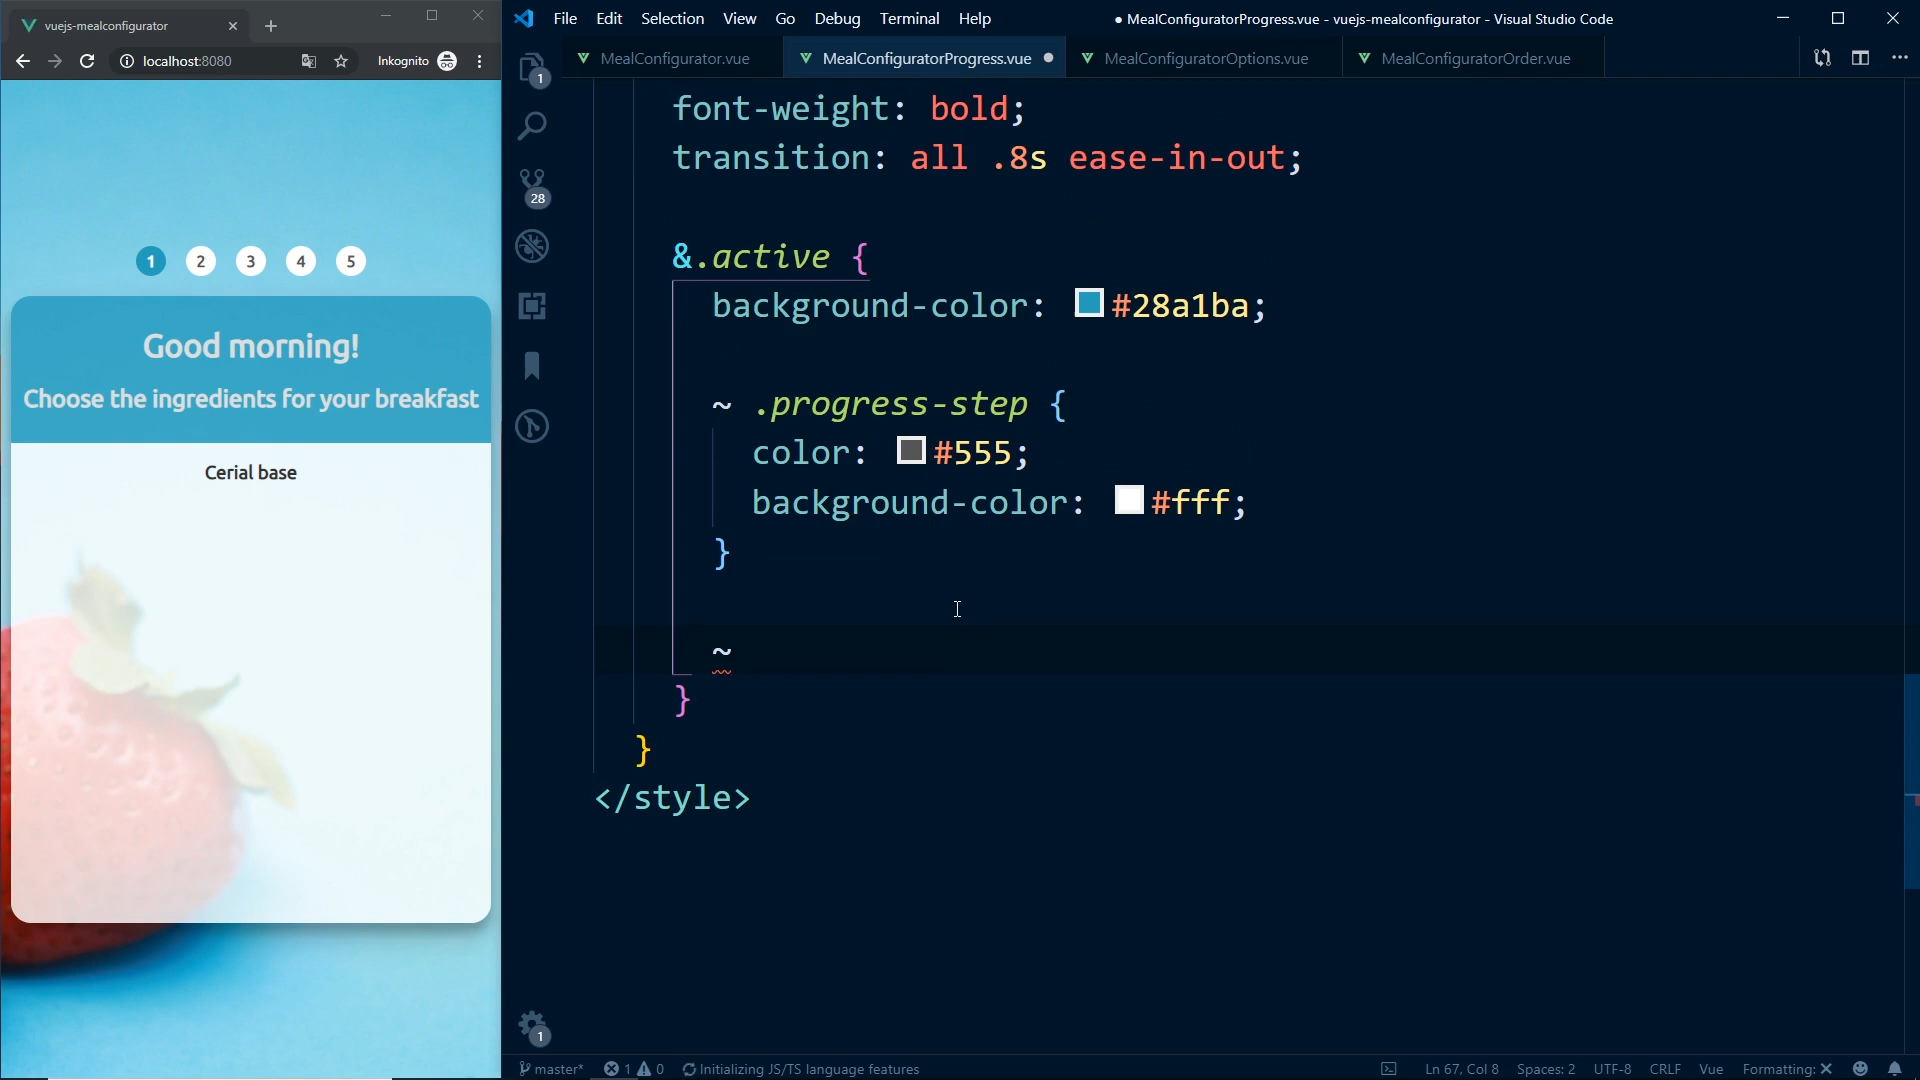 vuejs-mealconfigurator
localhost:8080
Inkognito
1 2 3 4 5
Good morning!
Choose the ingredients for your breakfast
Cerial base
File Edit Selection View Go Debug Terminal Help
● MealConfiguratorProgress.vue - vuejs-mealconfigurator - Visual Studio Code
MealConfigurator.vue
MealConfiguratorProgress.vue
MealConfiguratorOptions.vue
MealConfiguratorOrder.vue
1
28
1
font-weight: bold;
transition: all .8s ease-in-out;
&.active {
background-color: #28a1ba;
~ .progress-step {
color: #555;
background-color: #fff;
}
~
}
}
</style>
master*
1
0
Initializing JS/TS language features
Ln 67, Col 8
Spaces: 2
UTF-8
CRLF
Vue
Formatting: ✕